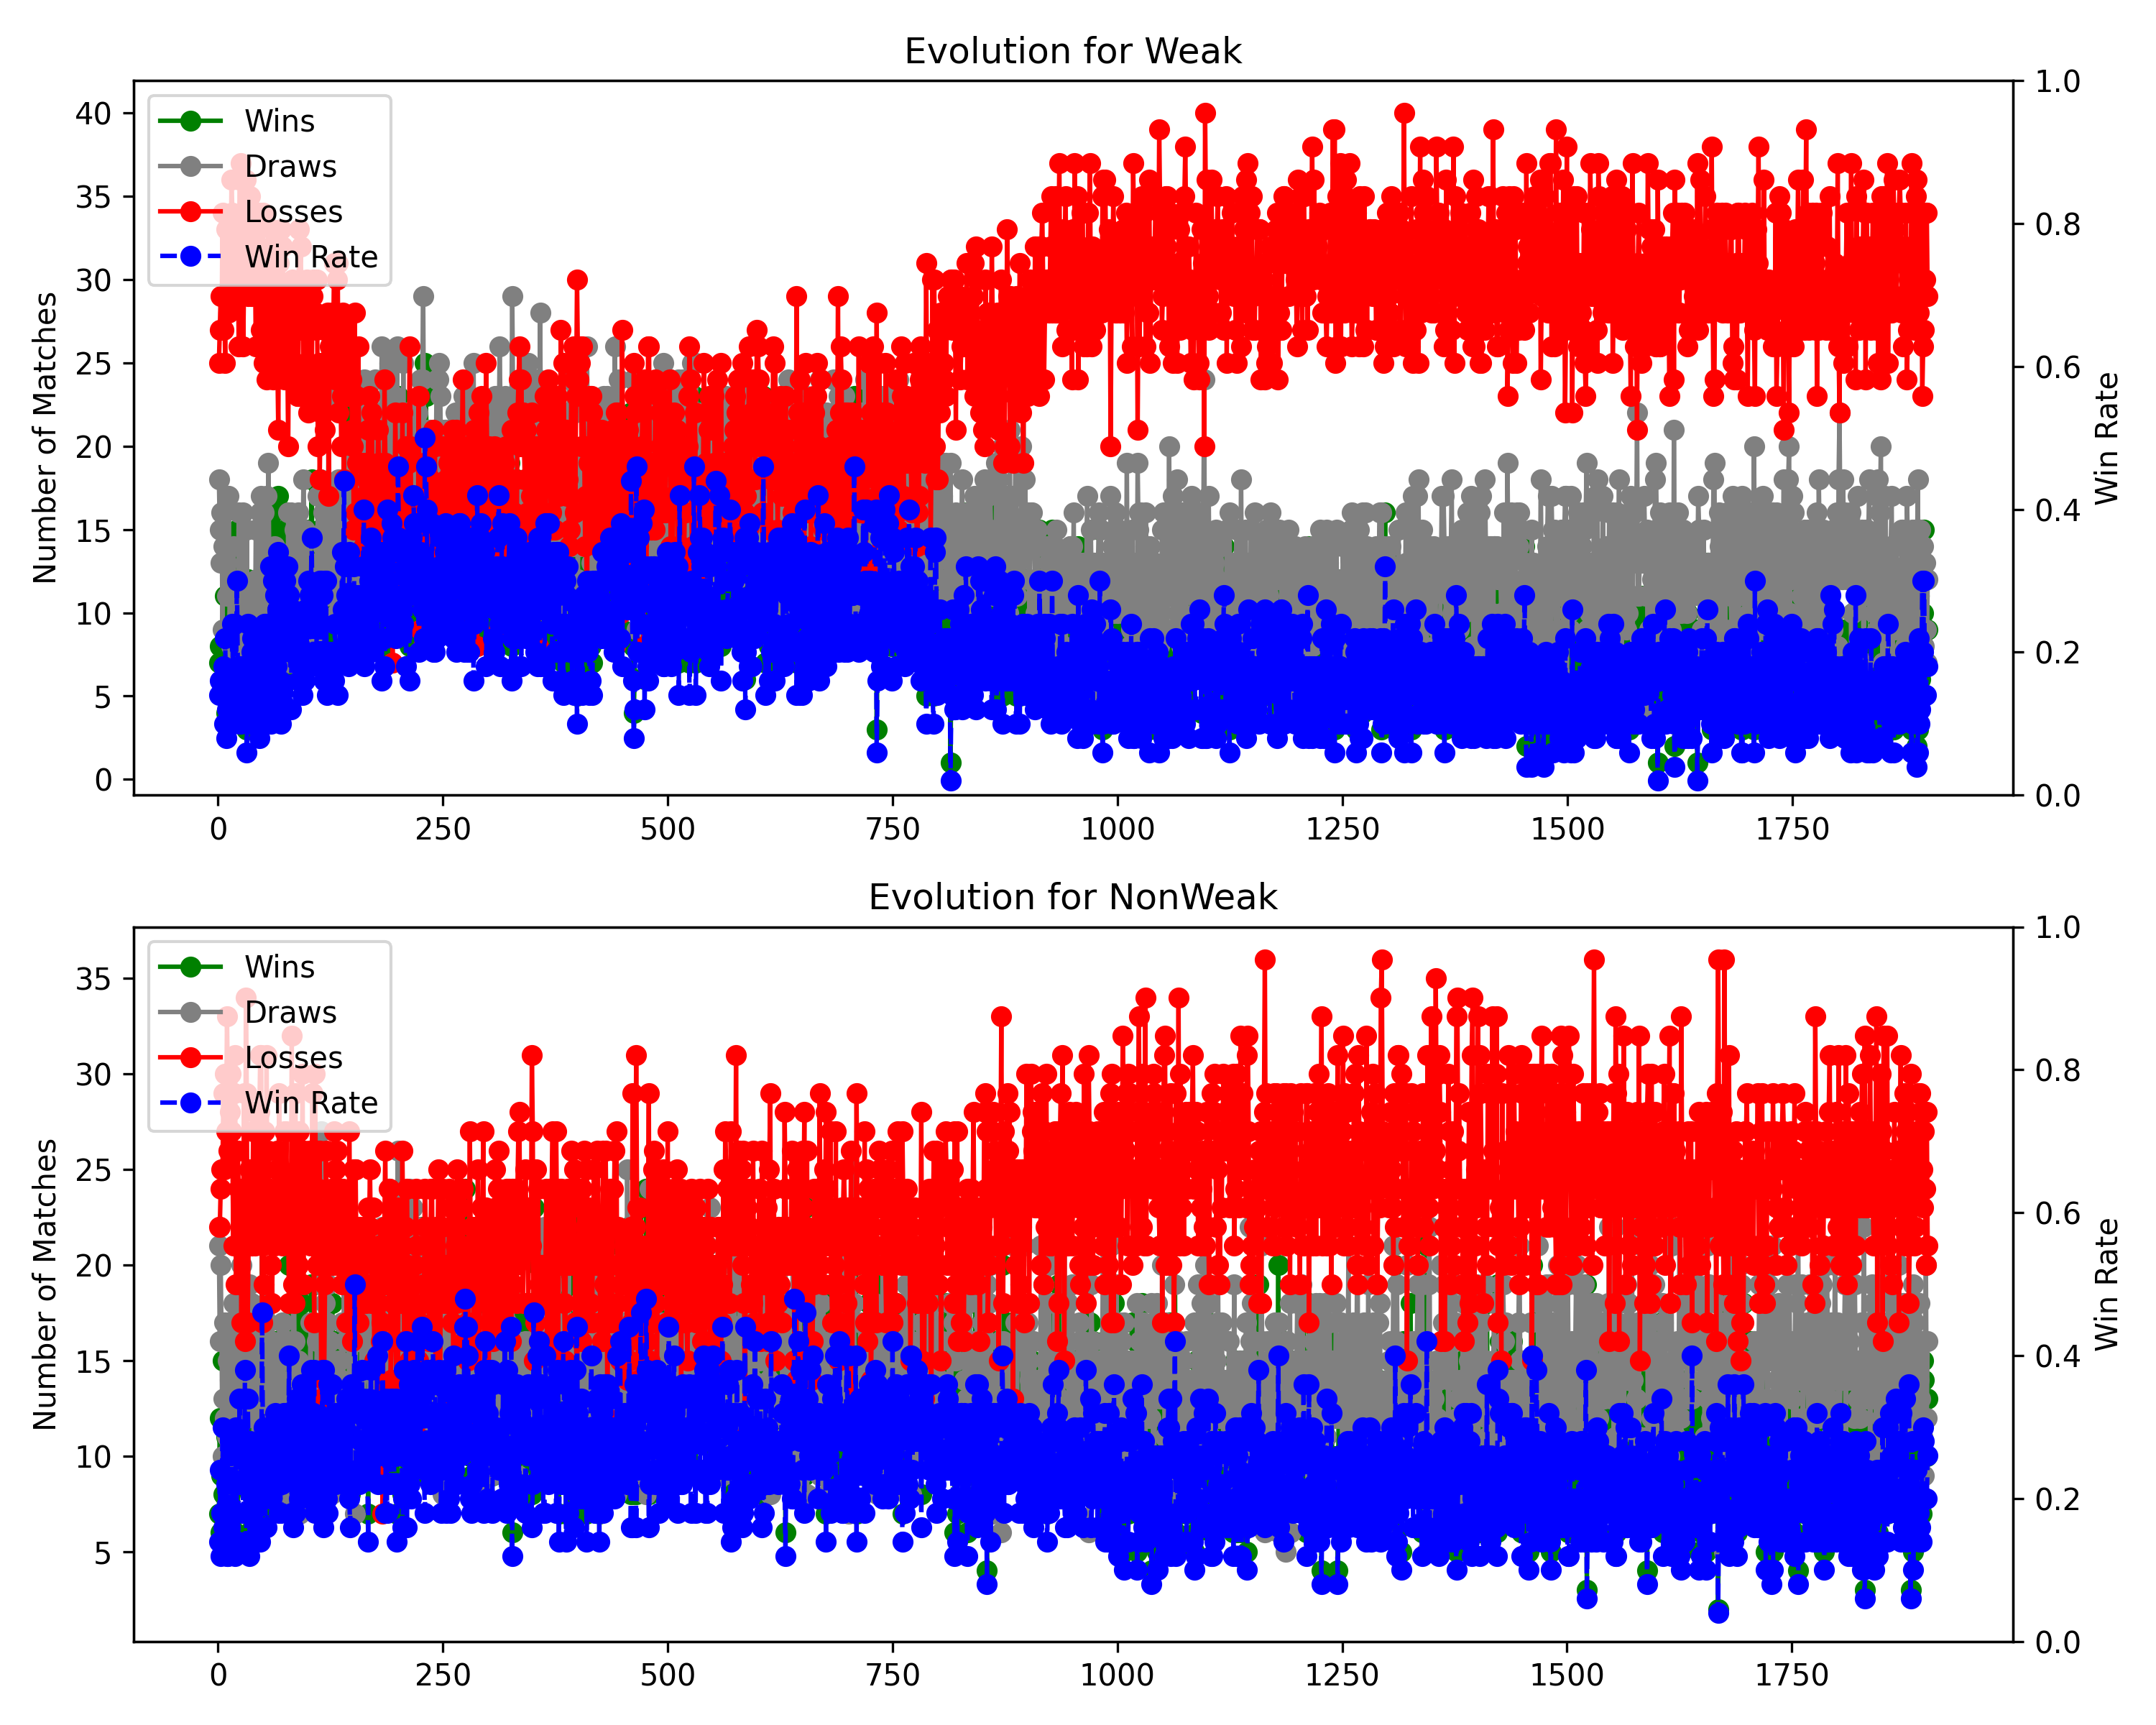 Evolution for Weak
Wins
Draws
Losses
Win Rate
Number of Matches
40
35
30
25
20
15
10
5
0
1.0
0.8
0.6
0.4
0.2
0.0
Win Rate
0 250 500 750 1000 1250 1500 1750
Evolution for NonWeak
Wins
Draws
Losses
Win Rate
Number of Matches
35
30
25
20
15
10
5
1.0
0.8
0.6
0.4
0.2
0.0
Win Rate
0 250 500 750 1000 1250 1500 1750